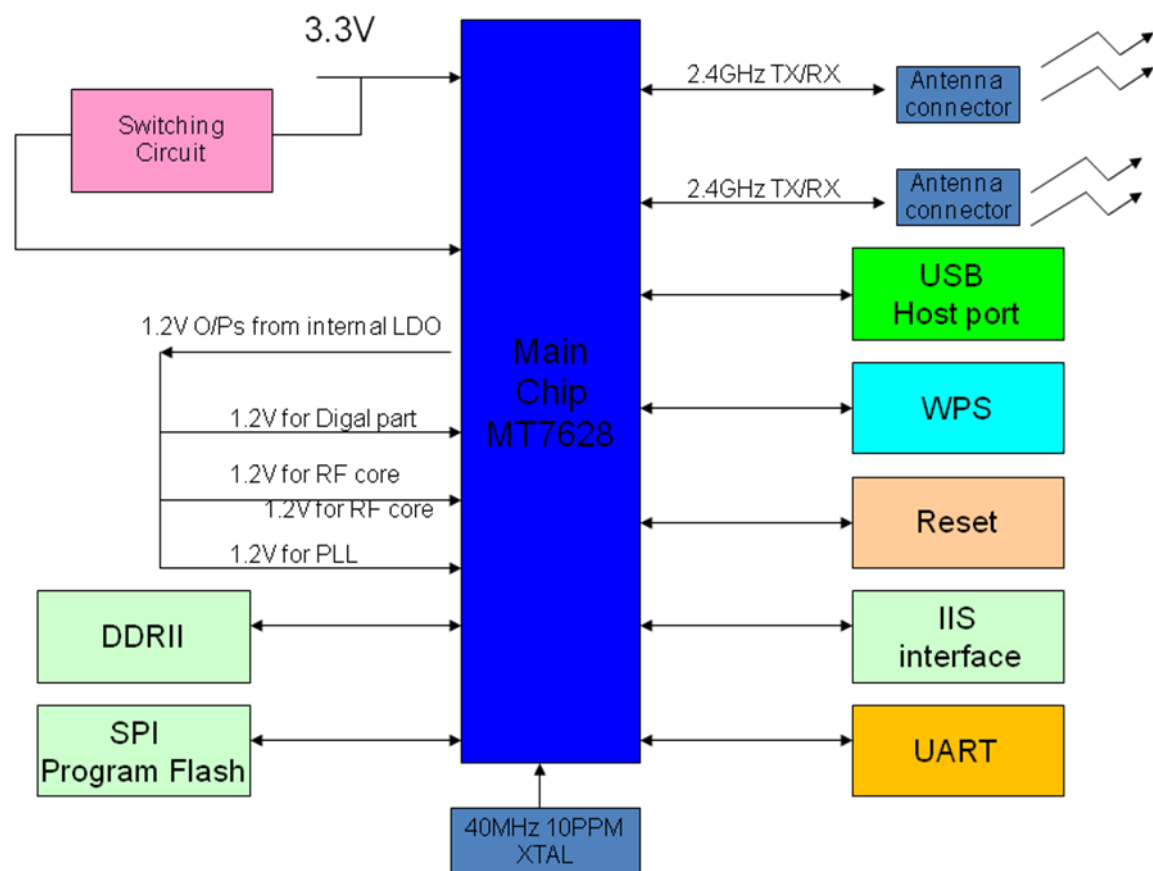 3.3V
Switching
Circuit
2.4GHz TX/RX
Antenna
connector
2.4GHz TX/RX
Antenna
connector
USB
Host port
1.2V O/Ps from internal LDO
Main
Chip
MT7628
WPS
1.2V for Digal part
1.2V for RF core
1.2V for RF core
1.2V for PLL
Reset
DDRII
IIS
interface
SPI
Program Flash
UART
40MHz 10PPM
XTAL